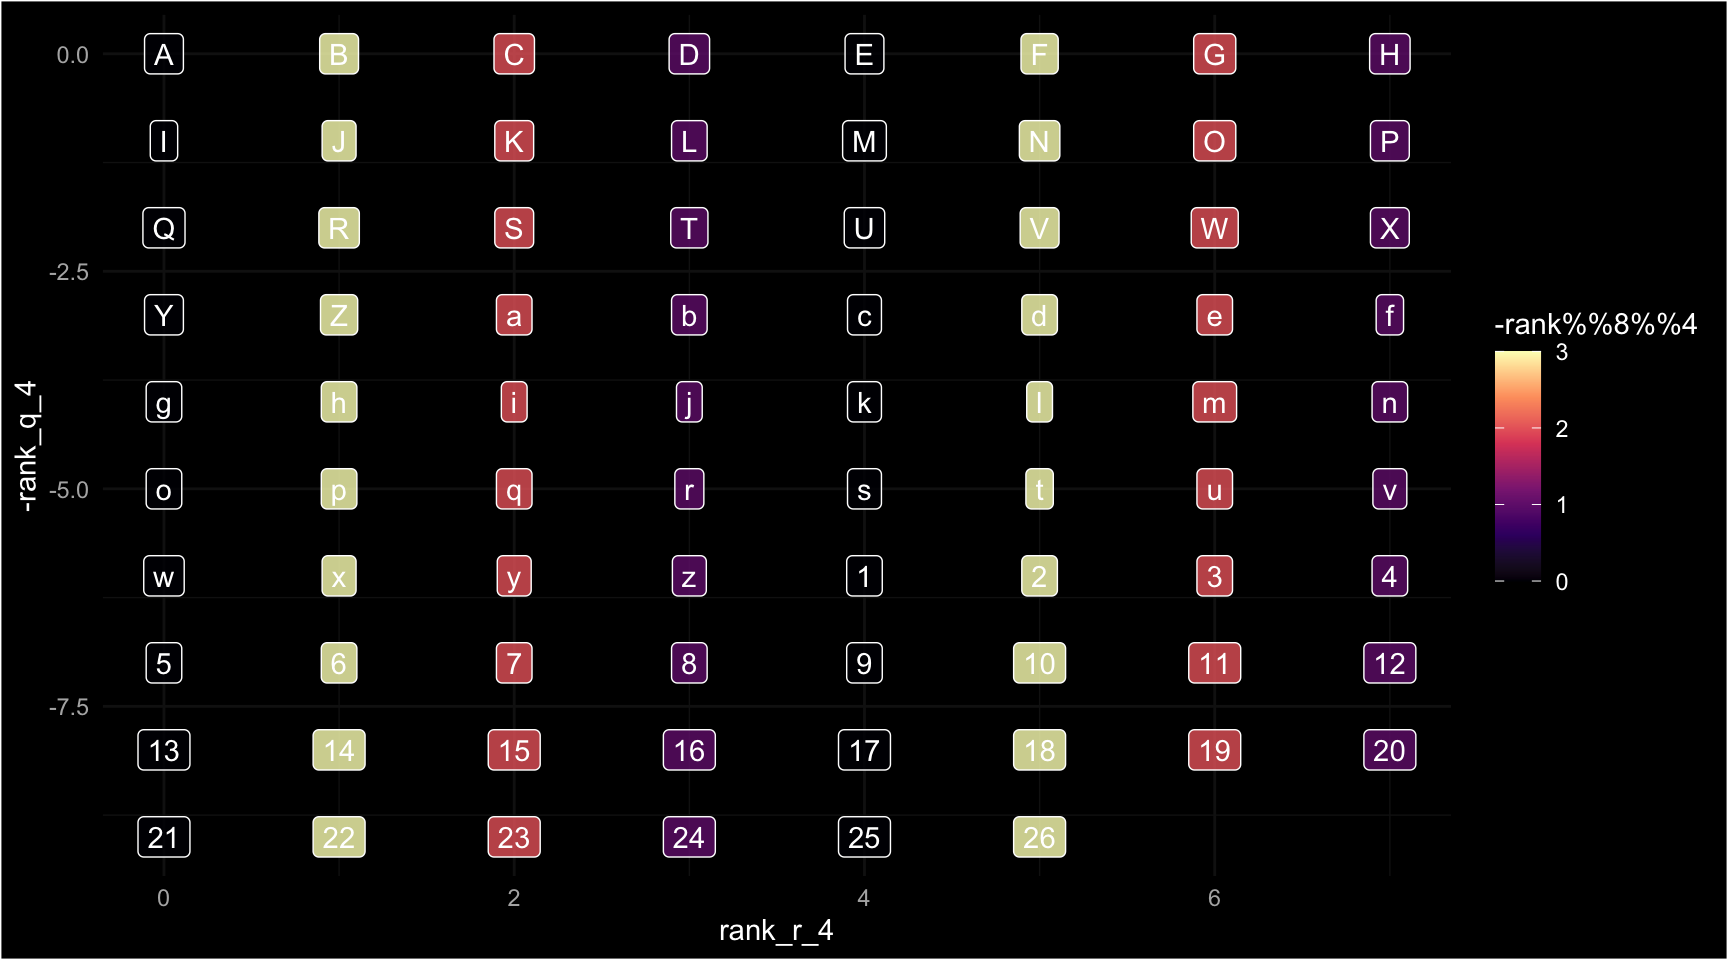 0.0 A B C D E F G H
I J K L M N O P
Q R S T U V W X
-2.5
Y Z a b c d e f
-rank%%8%%4
3
g h i j k l m n
2
-rank_q_4
-5.0 o p q r s t u v
1
w x y z 1 2 3 4
0
5 6 7 8 9 10 11 12
-7.5
13 14 15 16 17 18 19 20
21 22 23 24 25 26
0 2 4 6
rank_r_4